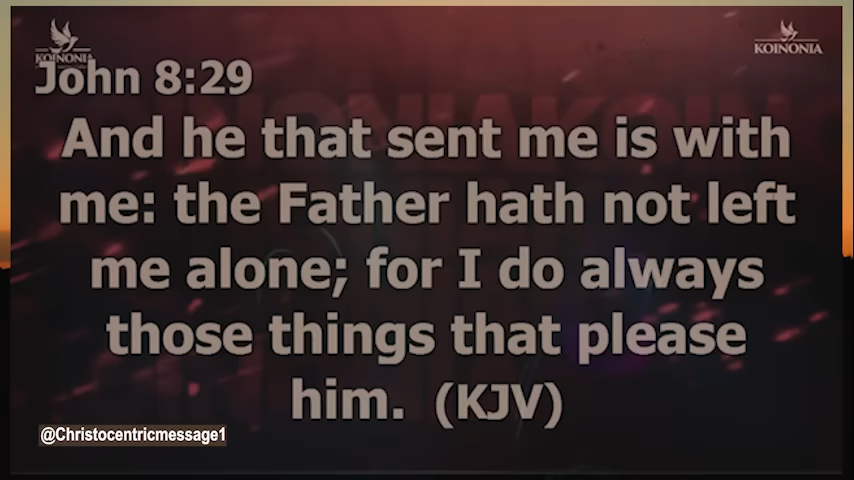 KOINONIA
KOINONIA
John 8:29
And he that sent me is with
me: the Father hath not left
me alone; for I do always
those things that please
him. (KJV)
@Christocentricmessage1